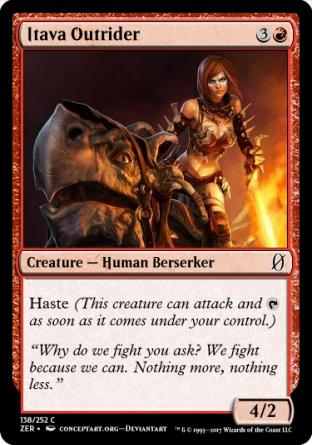 Itava Outrider 3
Creature — Human Berserker
Haste (This creature can attack and
as soon as it comes under your control.)
“Why do we fight you ask? We fight
because we can. Nothing more, nothing
less.”
4/2
138/252 C
ZER • CONCEPTART.ORG—DEVIANTART ™ & © 1993–2017 Wizards of the Coast LLC